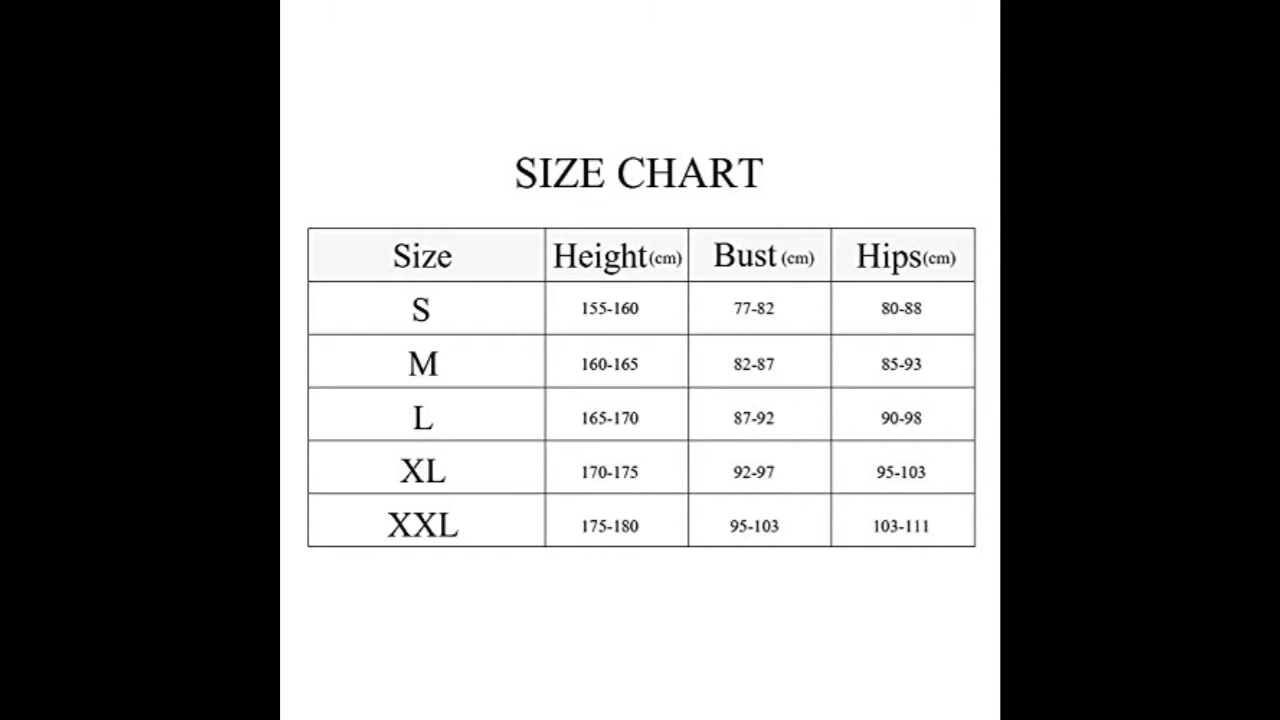 SIZE CHART
Size Height(cm) Bust (cm) Hips(cm)
S 155-160 77-82 80-88
M 160-165 82-87 85-93
L 165-170 87-92 90-98
XL 170-175 92-97 95-103
XXL 175-180 95-103 103-111